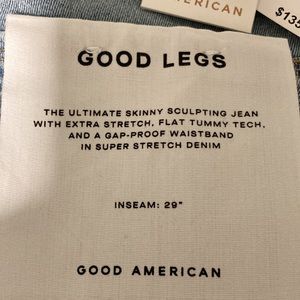 AMERICAN
$135
GOOD LEGS
THE ULTIMATE SKINNY SCULPTING JEAN
WITH EXTRA STRETCH, FLAT TUMMY TECH,
AND A GAP-PROOF WAISTBAND
IN SUPER STRETCH DENIM
INSEAM: 29"
GOOD AMERICAN